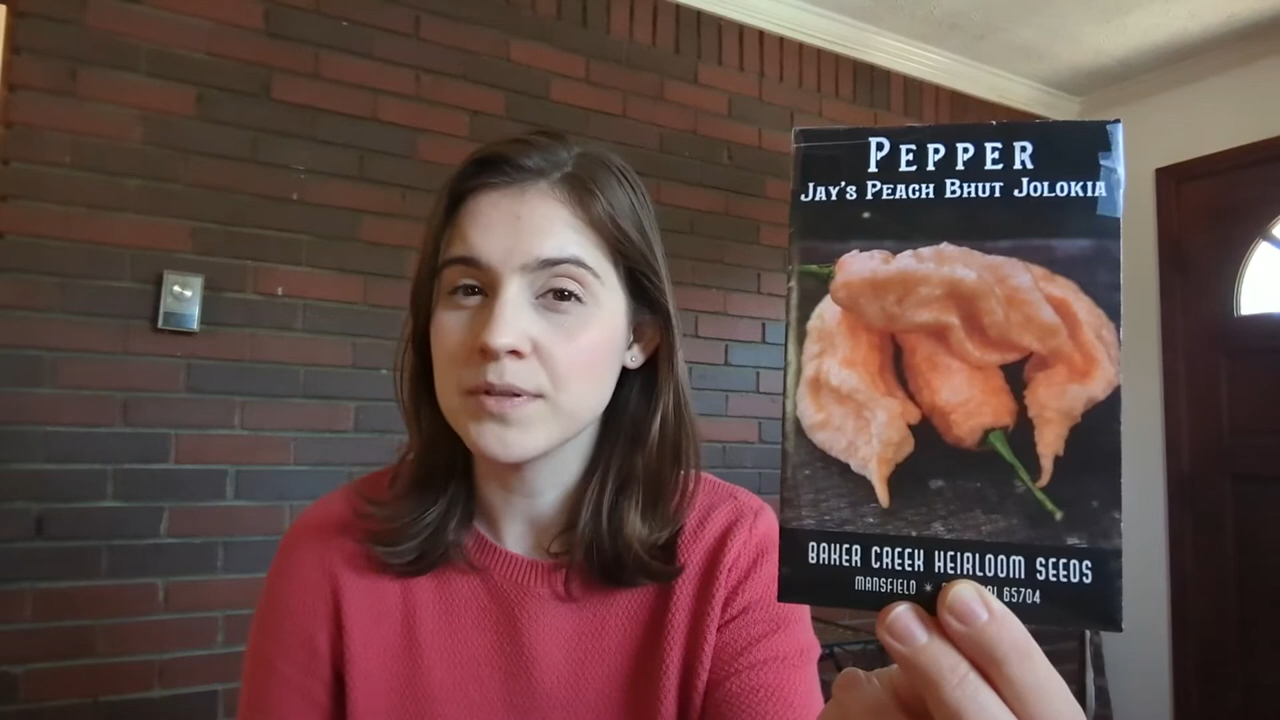 PEPPER
JAY'S PEACH BHUT JOLOKIA
BAKER CREEK HEIRLOOM SEEDS
MANSFIELD * 65704